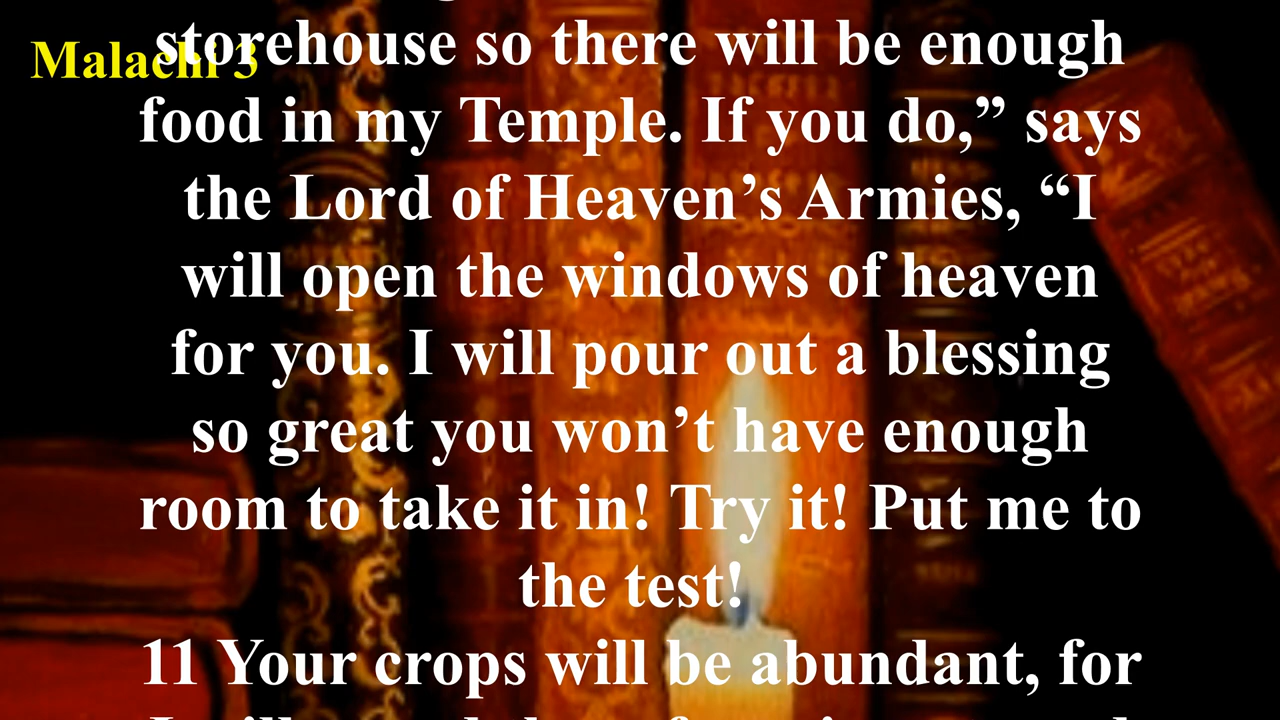 Malachi 3
storehouse so there will be enough
food in my Temple. If you do,” says
the Lord of Heaven’s Armies, “I
will open the windows of heaven
for you. I will pour out a blessing
so great you won’t have enough
room to take it in! Try it! Put me to
the test!
11 Your crops will be abundant, for